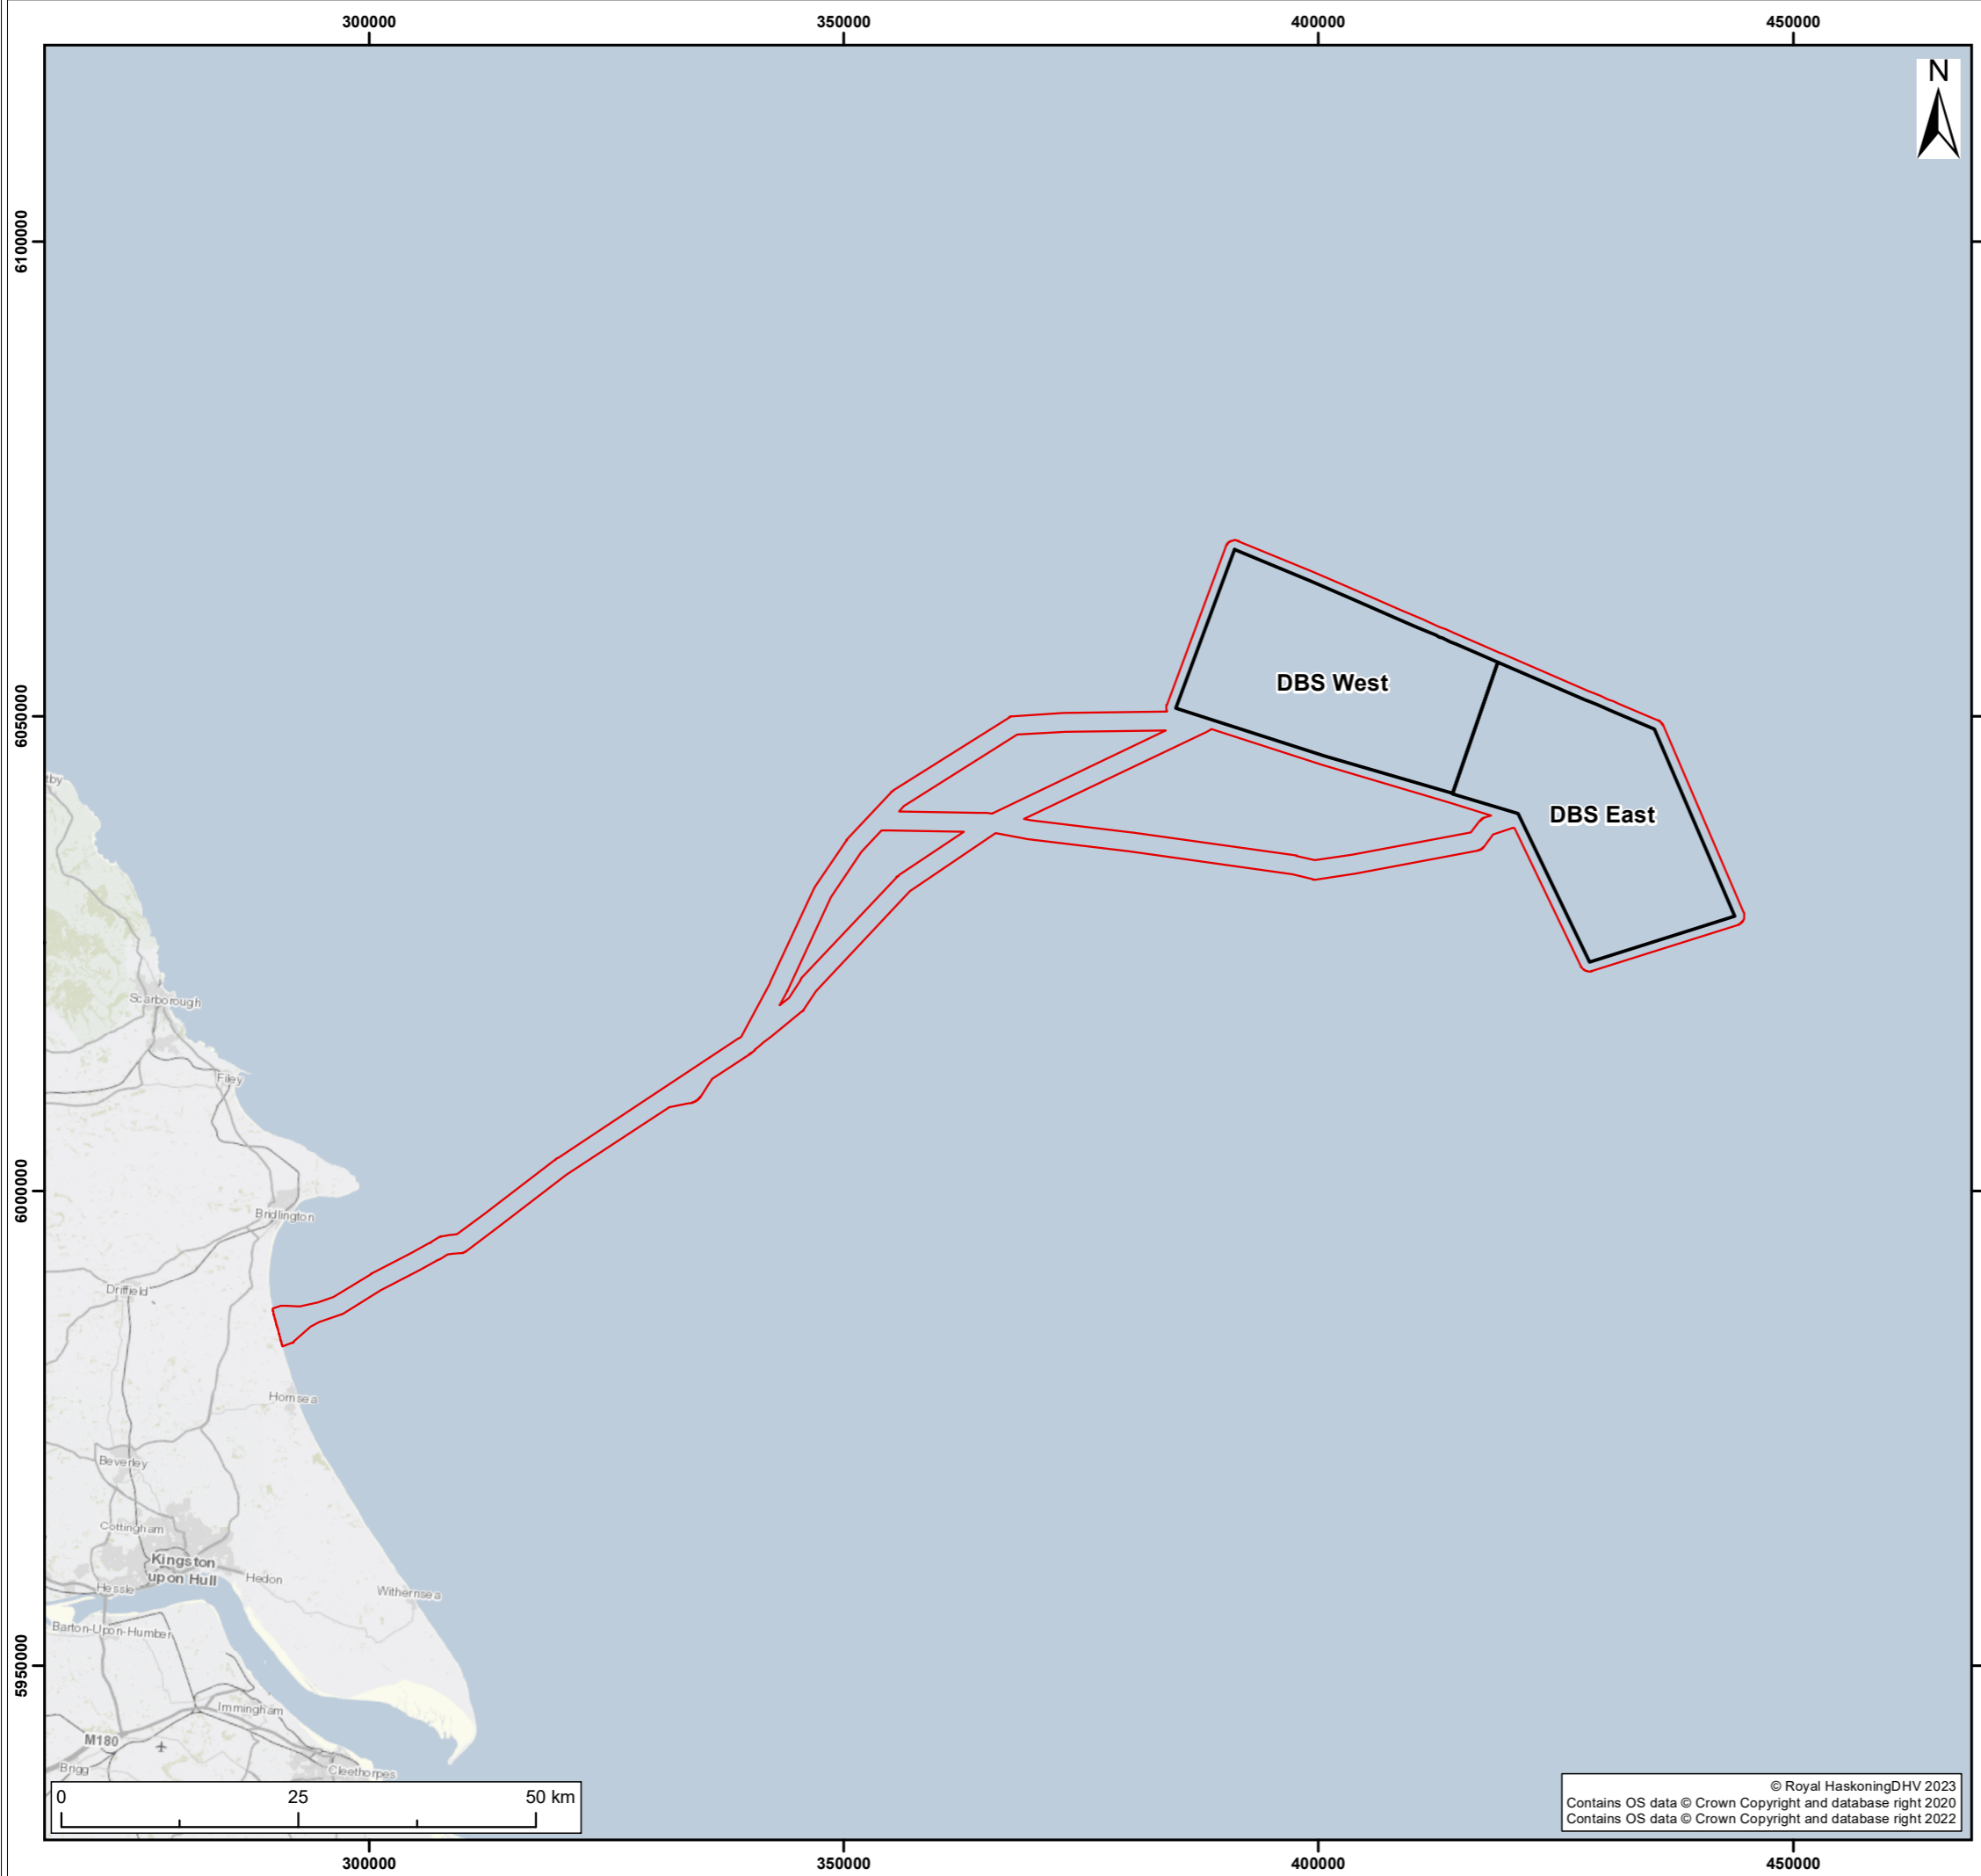 300000
350000
400000
450000
N
6100000
6050000
6000000
5950000
DBS West
DBS East
tby
Scarborough
Filey
Bridlington
Driffield
Hornsea
Beverley
Cottingham
Kingston
upon Hull
Hedon
Hessle
Withernsea
Barton-Upon-Humber
Immingham
M180
Brigg
Cleethorpes
0 25 50 km
© Royal HaskoningDHV 2023
Contains OS data © Crown Copyright and database right 2020
Contains OS data © Crown Copyright and database right 2022
300000
350000
400000
450000